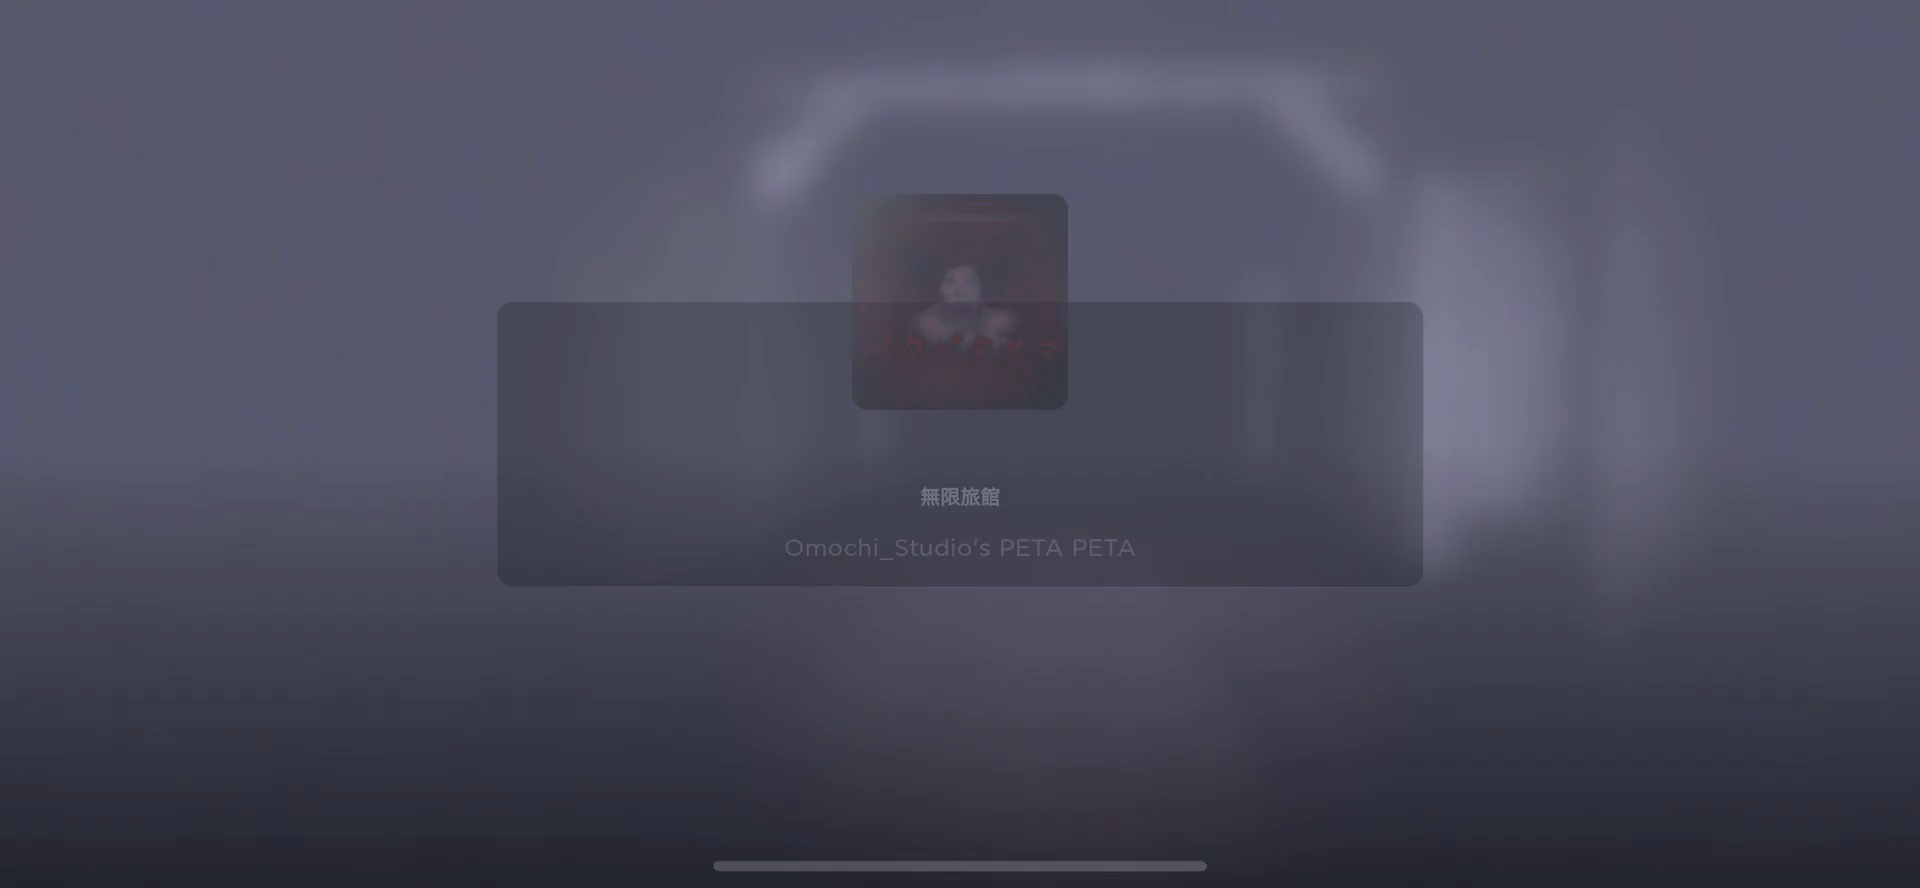 無限旅館
Omochi_Studio's PETA PETA